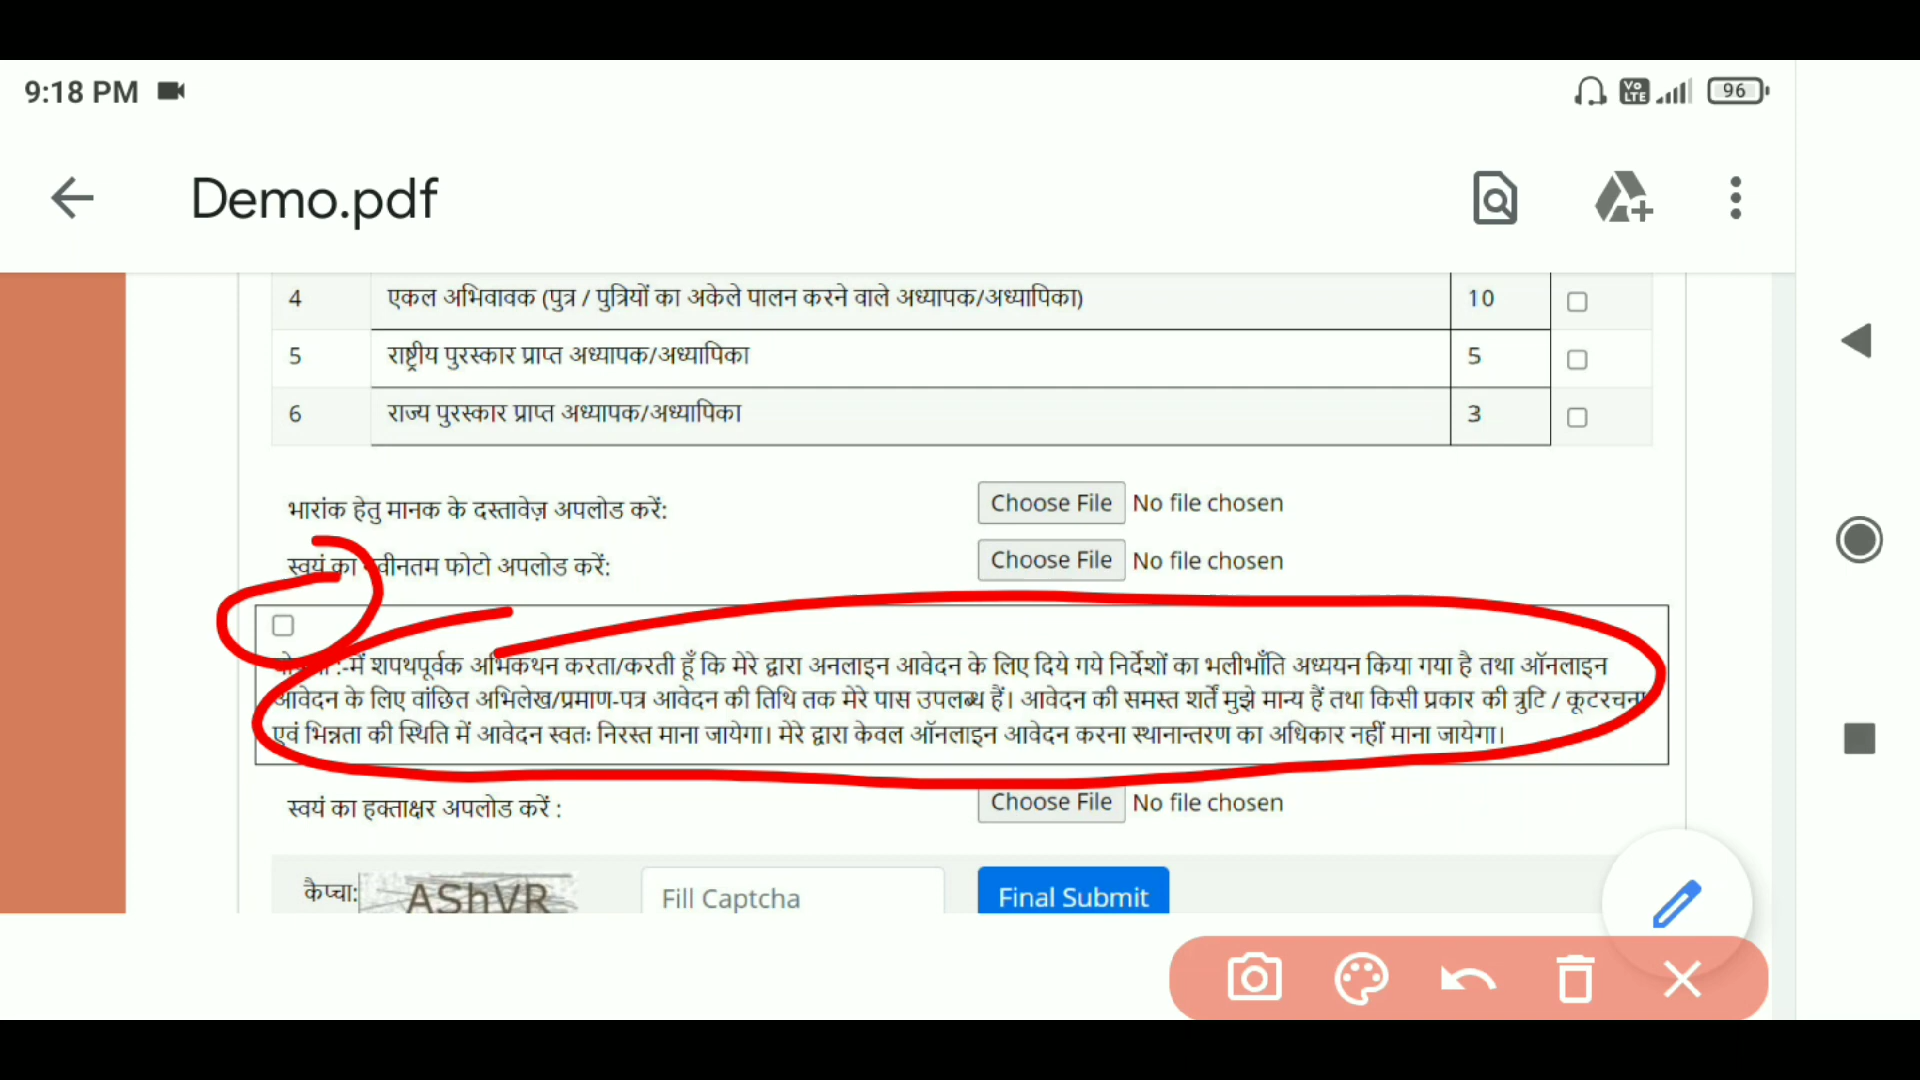 9:18 PM
Vo LTE
96
Demo.pdf
4 एकल अभिवावक (पुत्र / पुत्रियों का अकेले पालन करने वाले अध्यापक/अध्यापिका) 10
5 राष्ट्रीय पुरस्कार प्राप्त अध्यापक/अध्यापिका 5
6 राज्य पुरस्कार प्राप्त अध्यापक/अध्यापिका 3
भारांक हेतु मानक के दस्तावेज़ अपलोड करें: Choose File No file chosen
स्वयं का नवीनतम फोटो अपलोड करें: Choose File No file chosen
:-में शपथपूर्वक अभिकथन करता/करती हूँ कि मेरे द्वारा अनलाइन आवेदन के लिए दिये गये निर्देशों का भलीभाँति अध्ययन किया गया है तथा ऑनलाइन
आवेदन के लिए वांछित अभिलेख/प्रमाण-पत्र आवेदन की तिथि तक मेरे पास उपलब्ध हैं। आवेदन की समस्त शर्तें मुझे मान्य हैं तथा किसी प्रकार की त्रुटि / कूटरचना
एवं भिन्नता की स्थिति में आवेदन स्वतः निरस्त माना जायेगा। मेरे द्वारा केवल ऑनलाइन आवेदन करना स्थानान्तरण का अधिकार नहीं माना जायेगा।
स्वयं का हक्ताक्षर अपलोड करें : Choose File No file chosen
कैप्चा: AShVR Fill Captcha Final Submit